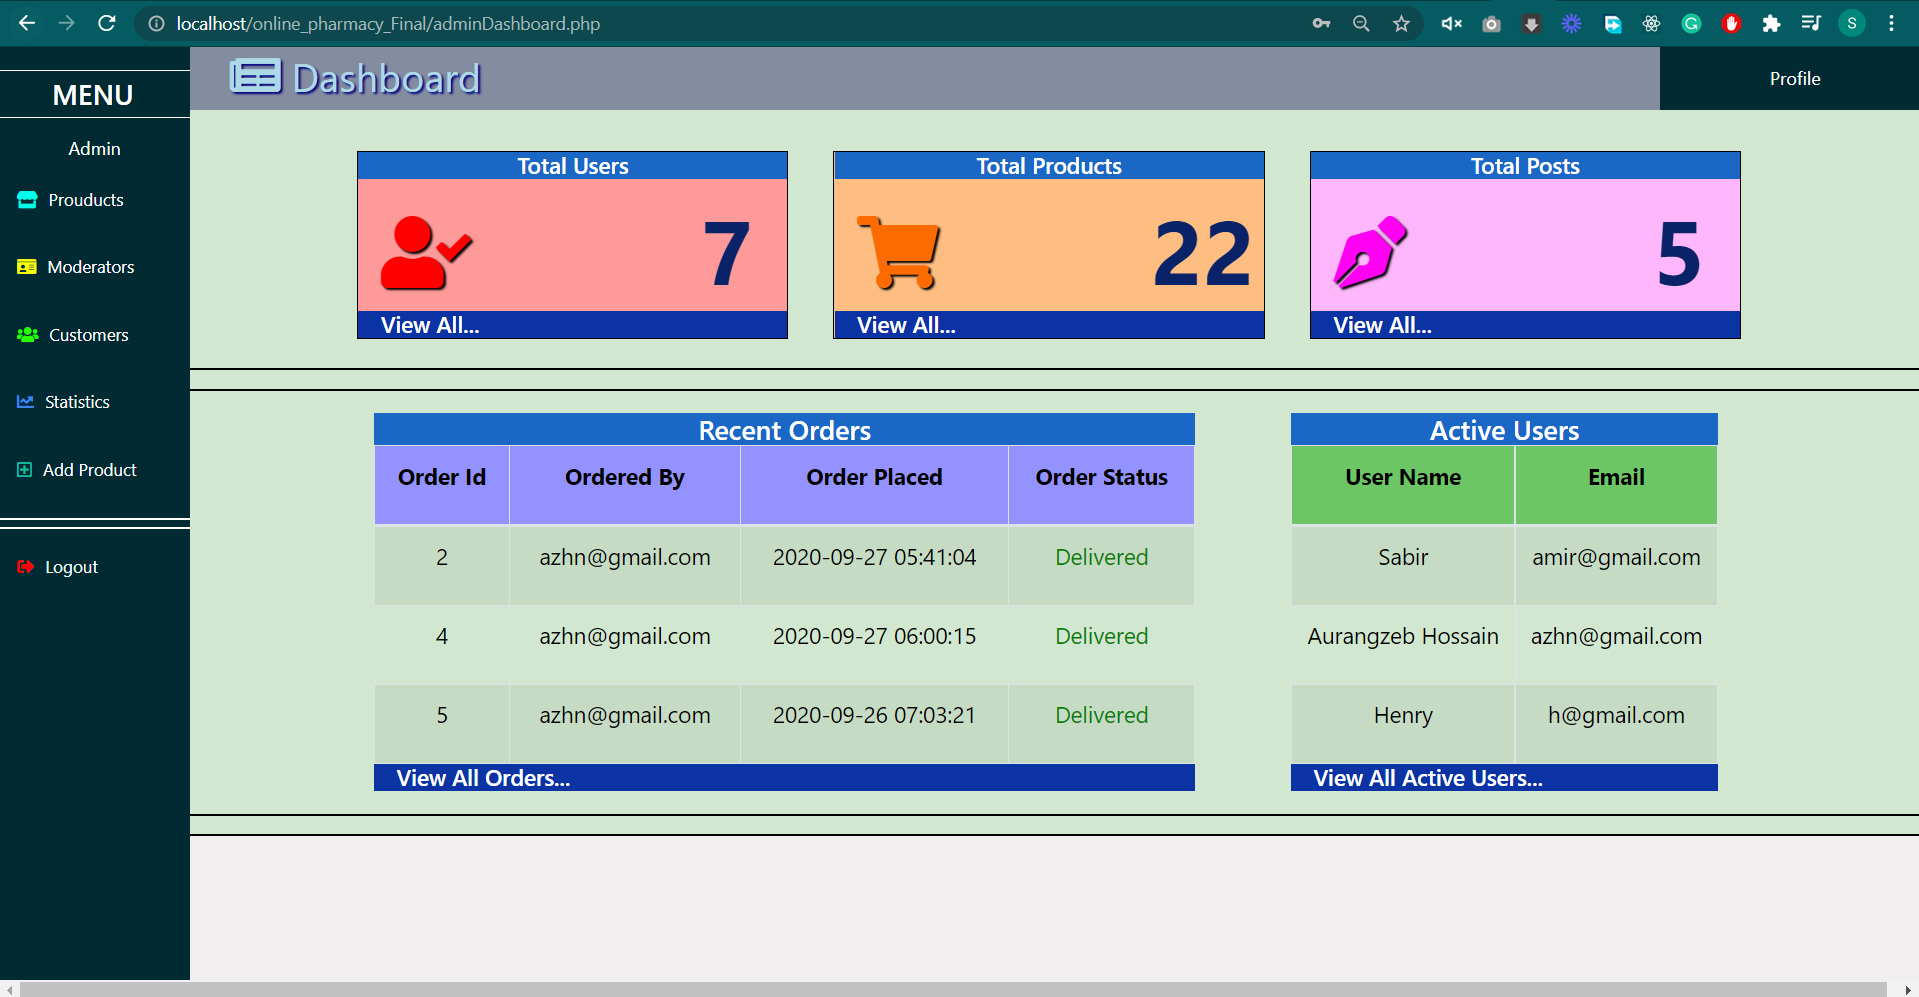 localhost/online_pharmacy_Final/adminDashboard.php
S
MENU
Admin
Prouducts
Moderators
Customers
Statistics
Add Product
Logout
Dashboard
Profile
Total Users
7
View All...
Total Products
22
View All...
Total Posts
5
View All...
Recent Orders
Order Id Ordered By Order Placed Order Status
2 azhn@gmail.com 2020-09-27 05:41:04 Delivered
4 azhn@gmail.com 2020-09-27 06:00:15 Delivered
5 azhn@gmail.com 2020-09-26 07:03:21 Delivered
View All Orders...
Active Users
User Name Email
Sabir amir@gmail.com
Aurangzeb Hossain azhn@gmail.com
Henry h@gmail.com
View All Active Users...